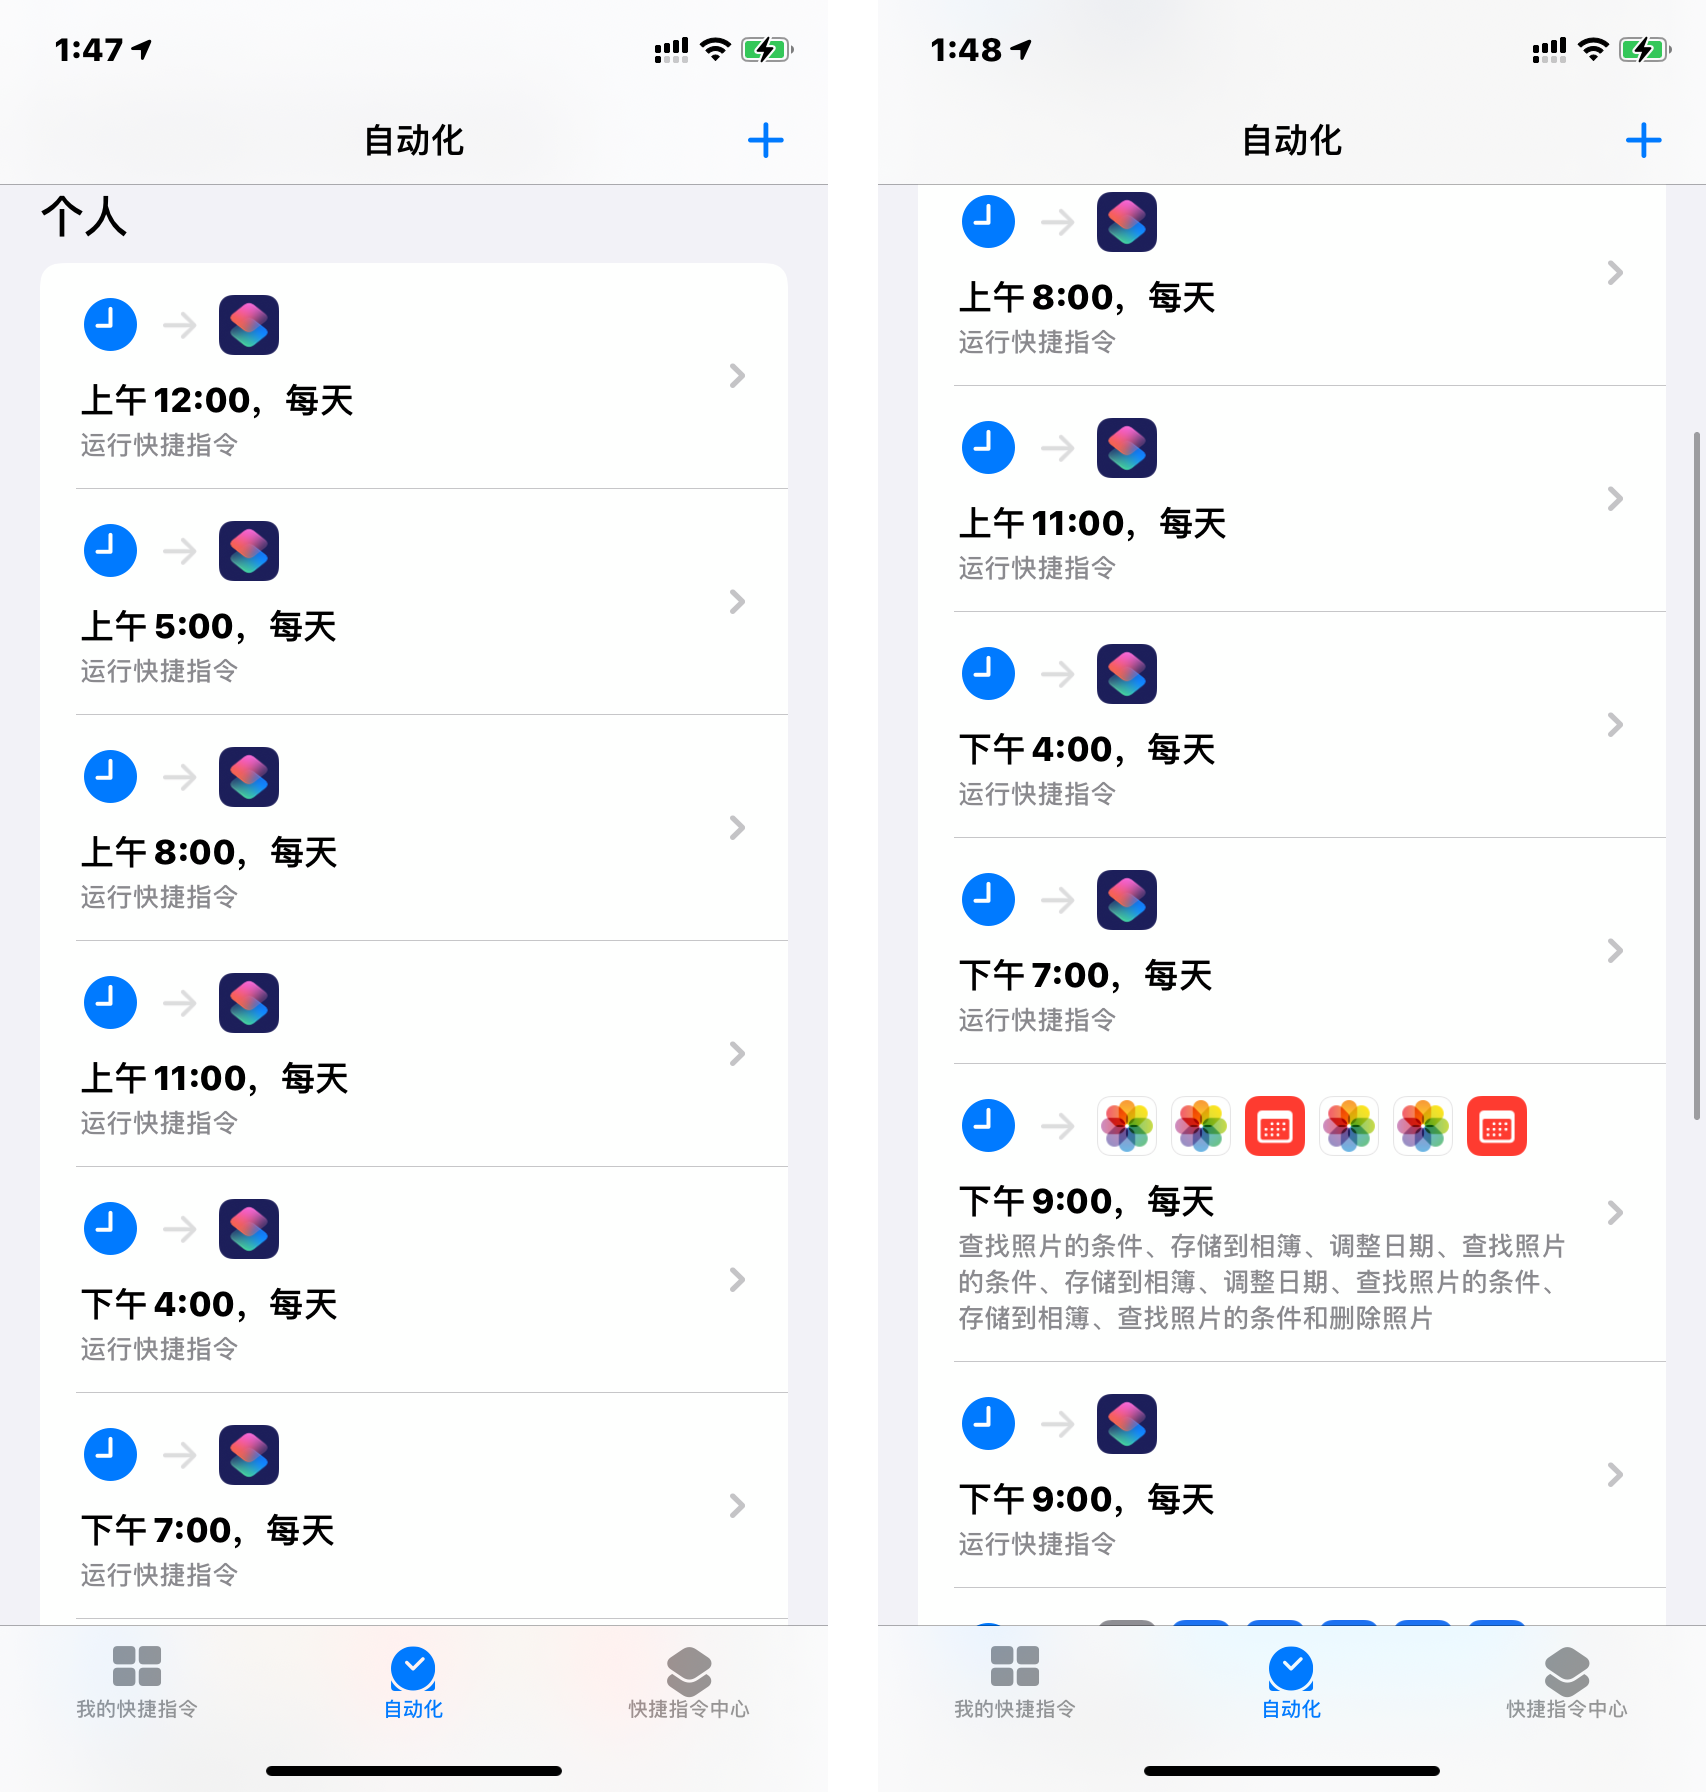 1:47
自动化
个人
上午 12:00，每天
运行快捷指令
上午 5:00，每天
运行快捷指令
上午 8:00，每天
运行快捷指令
上午 11:00，每天
运行快捷指令
下午 4:00，每天
运行快捷指令
下午 7:00，每天
运行快捷指令
我的快捷指令
自动化
快捷指令中心
1:48
自动化
上午 8:00，每天
运行快捷指令
上午 11:00，每天
运行快捷指令
下午 4:00，每天
运行快捷指令
下午 7:00，每天
运行快捷指令
下午 9:00，每天
查找照片的条件、存储到相簿、调整日期、查找照片
的条件、存储到相簿、调整日期、查找照片的条件、
存储到相簿、查找照片的条件和删除照片
下午 9:00，每天
运行快捷指令
我的快捷指令
自动化
快捷指令中心